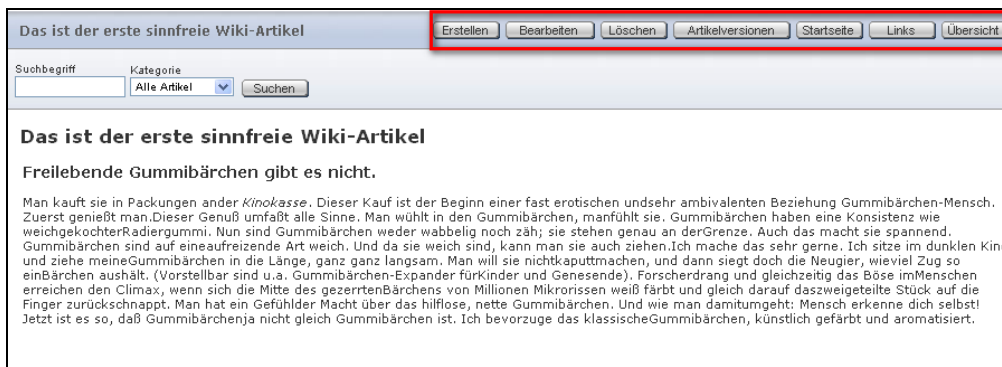 Das ist der erste sinnfreie Wiki-Artikel Erstellen Bearbeiten Löschen Artikelversionen Startseite Links Übersicht
Suchbegriff Kategorie
Alle Artikel Suchen
Das ist der erste sinnfreie Wiki-Artikel
Freilebende Gummibärchen gibt es nicht.
Man kauft sie in Packungen ander Kinokasse. Dieser Kauf ist der Beginn einer fast erotischen undsehr ambivalenten Beziehung Gummibärchen-Mensch.
Zuerst genießt man.Dieser Genuß umfaßt alle Sinne. Man wühlt in den Gummibärchen, manfühlt sie. Gummibärchen haben eine Konsistenz wie
weichgekochterRadiergummi. Nun sind Gummibärchen weder wabbelig noch zäh; sie stehen genau an derGrenze. Auch das macht sie spannend.
Gummibärchen sind auf eineaufreizende Art weich. Und da sie weich sind, kann man sie auch ziehen.Ich mache das sehr gerne. Ich sitze im dunklen Kin
und ziehe meineGummibärchen in die Länge, ganz ganz langsam. Man will sie nichtkaputtmachen, und dann siegt doch die Neugier, wieviel Zug so
einBärchen aushält. (Vorstellbar sind u.a. Gummibärchen-Expander fürKinder und Genesende). Forscherdrang und gleichzeitig das Böse imMenschen
erreichen den Climax, wenn sich die Mitte des gezerrtenBärchens von Millionen Mikrorissen weiß färbt und gleich darauf daszweigeteilte Stück auf die
Finger zurückschnappt. Man hat ein Gefühlder Macht über das hilflose, nette Gummibärchen. Und wie man damitumgeht: Mensch erkenne dich selbst!
Jetzt ist es so, daß Gummibärchenja nicht gleich Gummibärchen ist. Ich bevorzuge das klassischeGummibärchen, künstlich gefärbt und aromatisiert.